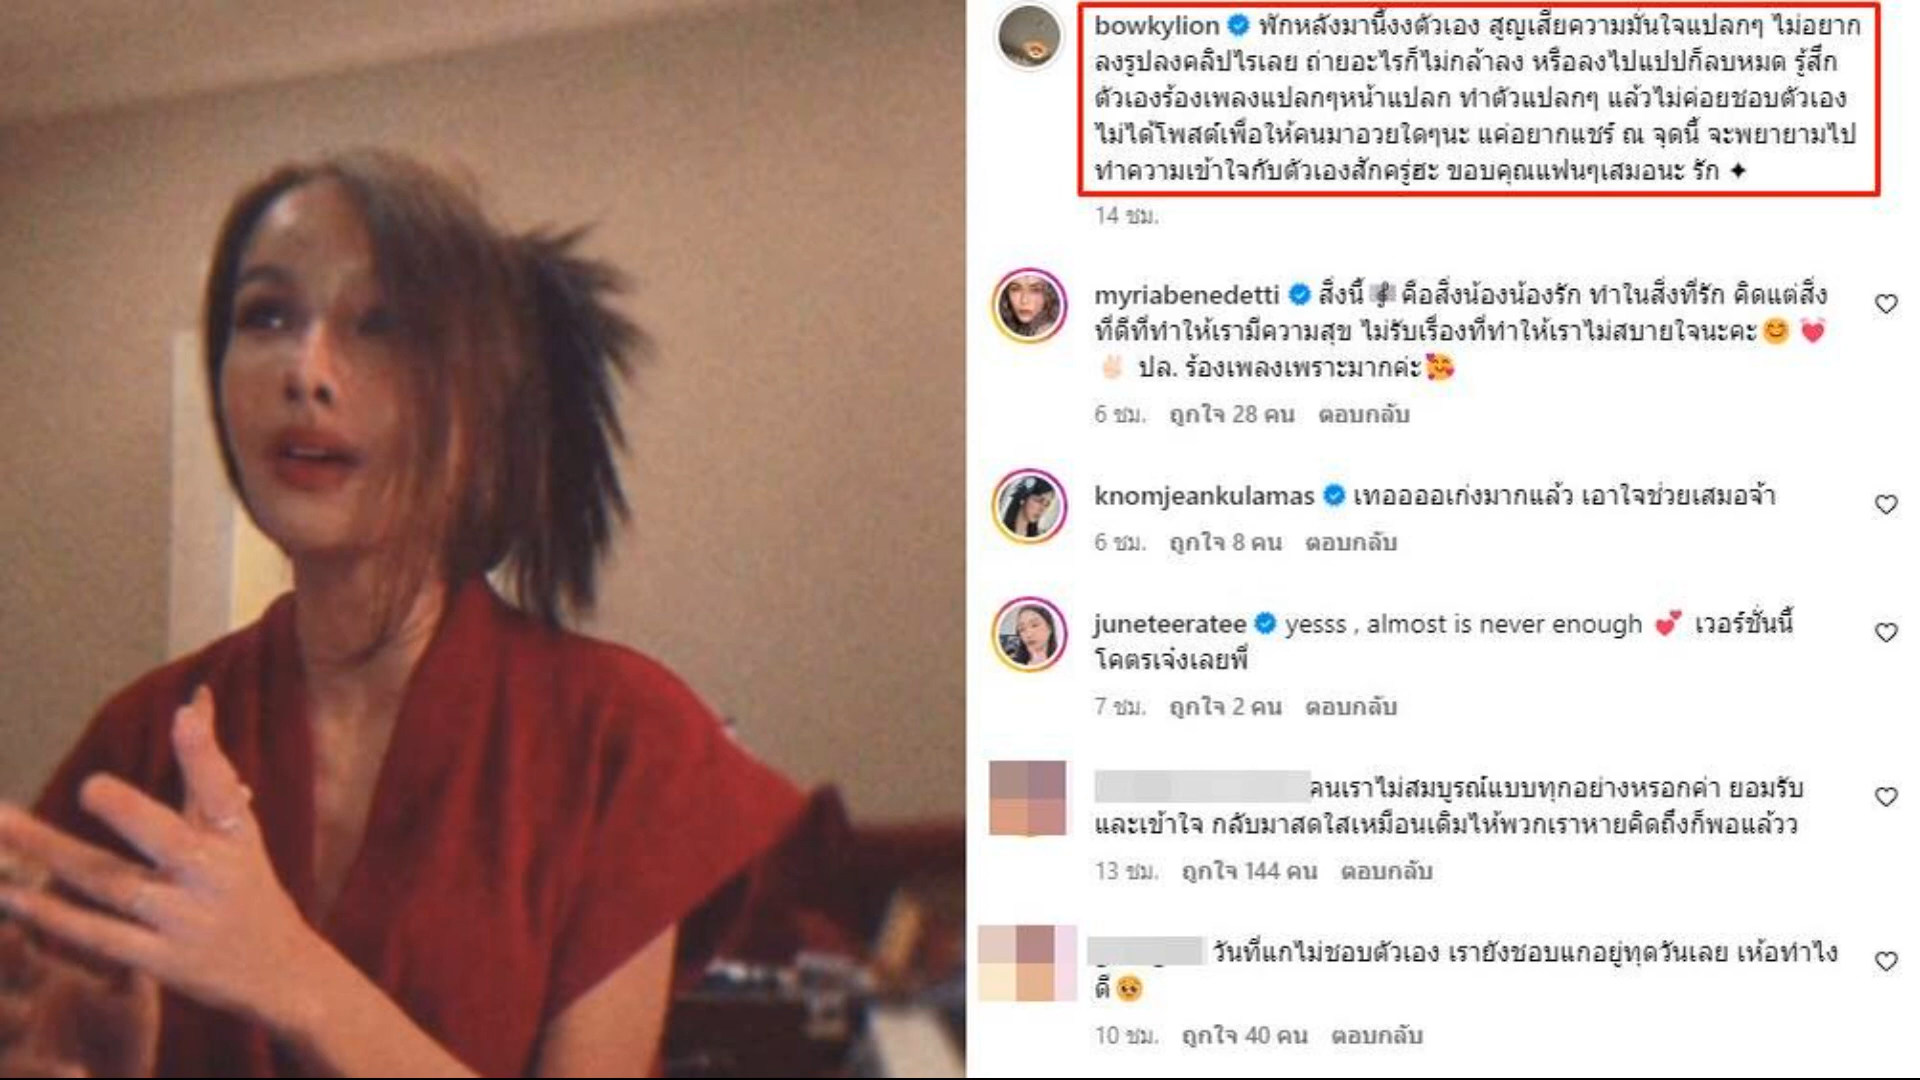 bowkylion พักหลังมานี้งงตัวเอง สูญเสียความมั่นใจแปลกๆ ไม่อยาก
ลงรูปลงคลิปไรเลย ถ่ายอะไรก็ไม่กล้าลง หรือลงไปแปปก็ลบหมด รู้สึก
ตัวเองร้องเพลงแปลกๆหน้าแปลก ทำตัวแปลกๆ แล้วไม่ค่อยชอบตัวเอง
ไม่ได้โพสต์เพื่อให้คนมาอวยใดๆนะ แค่อยากแชร์ ณ จุดนี้ จะพยายามไป
ทำความเข้าใจกับตัวเองสักครู่ฮะ ขอบคุณแฟนๆเสมอนะ รัก ✦
14 ชม.
myriabenedetti สิ่งนี้ 🎼 คือสิ่งน้องน้องรัก ทำในสิ่งที่รัก คิดแต่สิ่ง
ที่ดีที่ทำให้เรามีความสุข ไม่รับเรื่องที่ทำให้เราไม่สบายใจนะคะ😊 💓
✌🏻 ปล. ร้องเพลงเพราะมากค่ะ🥰
6 ชม. ถูกใจ 28 คน ตอบกลับ
knomjeankulamas เทออออเก่งมากแล้ว เอาใจช่วยเสมอจ้า
6 ชม. ถูกใจ 8 คน ตอบกลับ
juneteeratee yesss , almost is never enough 💕 เวอร์ชั่นนี้
โคตรเจ๋งเลยพี่
7 ชม. ถูกใจ 2 คน ตอบกลับ
คนเราไม่สมบูรณ์แบบทุกอย่างหรอกค่า ยอมรับ
และเข้าใจ กลับมาสดใสเหมือนเดิมไห้พวกเราหายคิดถึงก็พอแล้วว
13 ชม. ถูกใจ 144 คน ตอบกลับ
วันที่แกไม่ชอบตัวเอง เรายังชอบแกอยู่ทุดวันเลย เห้อทำไง
ดี🥺
10 ชม. ถูกใจ 40 คน ตอบกลับ